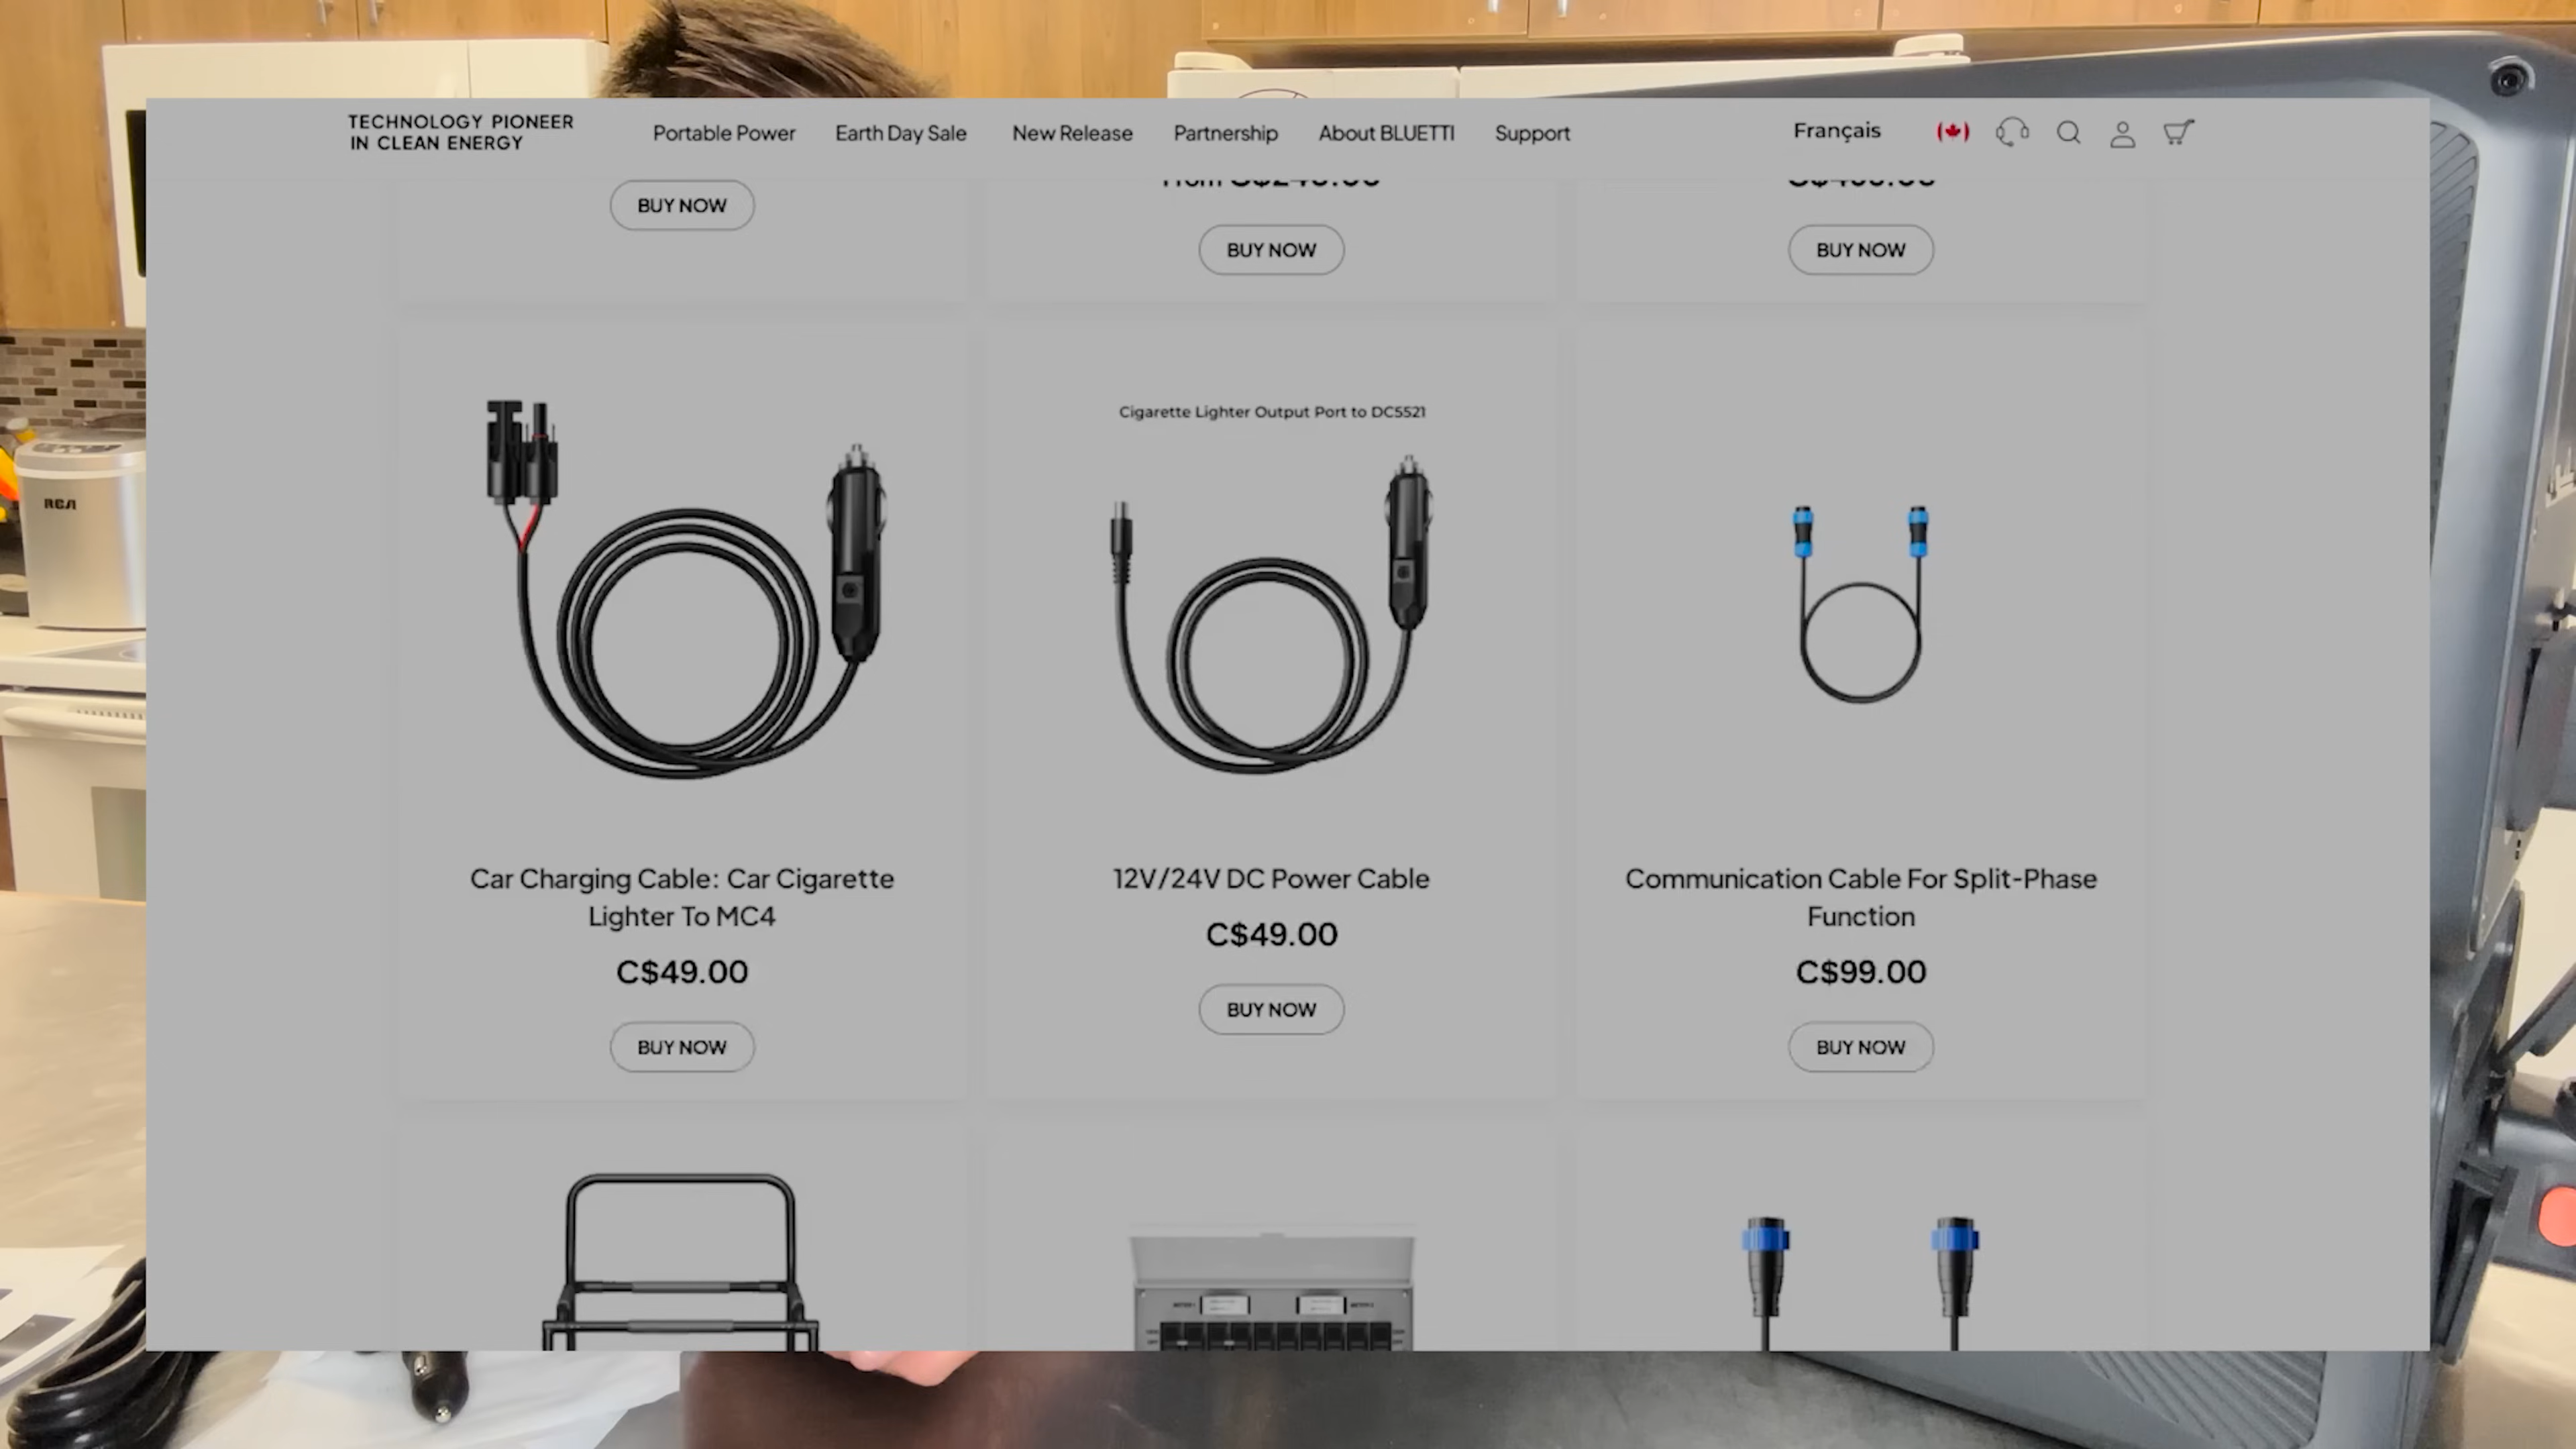 TECHNOLOGY PIONEER
IN CLEAN ENERGY
Portable Power
Earth Day Sale
New Release
Partnership
About BLUETTI
Support
Français
BUY NOW
BUY NOW
BUY NOW
RCA
Cigarette Lighter Output Port to DC5521
Car Charging Cable: Car Cigarette
Lighter To MC4
C$49.00
BUY NOW
12V/24V DC Power Cable
C$49.00
BUY NOW
Communication Cable For Split-Phase
Function
C$99.00
BUY NOW